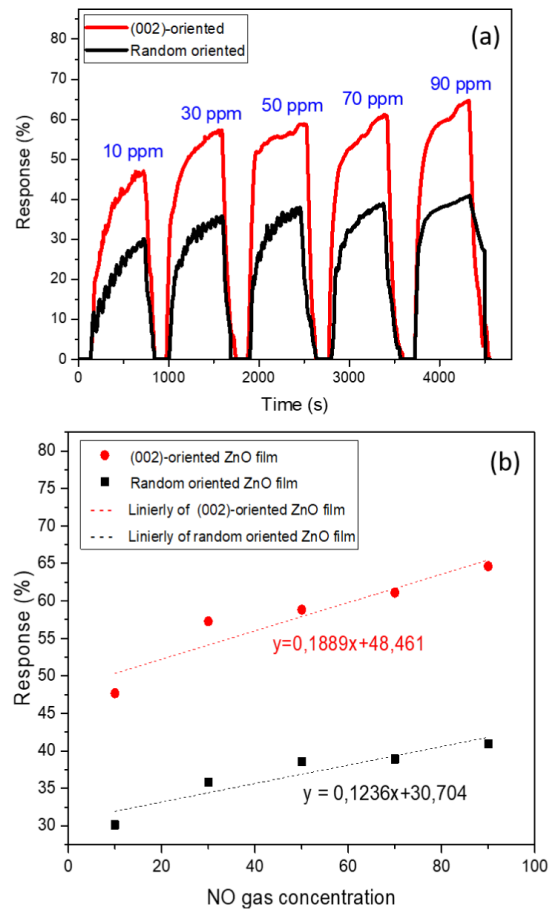 (002)-oriented
Random oriented
(a)
10 ppm
30 ppm
50 ppm
70 ppm
90 ppm
Response (%)
80
70
60
50
40
30
20
10
0
0
1000
2000
3000
4000
Time (s)
(002)-oriented ZnO film
Random oriented ZnO film
Linierly of (002)-oriented ZnO film
Linierly of random oriented ZnO film
(b)
y=0,1889x+48,461
y = 0,1236x+30,704
Response (%)
80
75
70
65
60
55
50
45
40
35
30
0
20
40
60
80
100
NO gas concentration